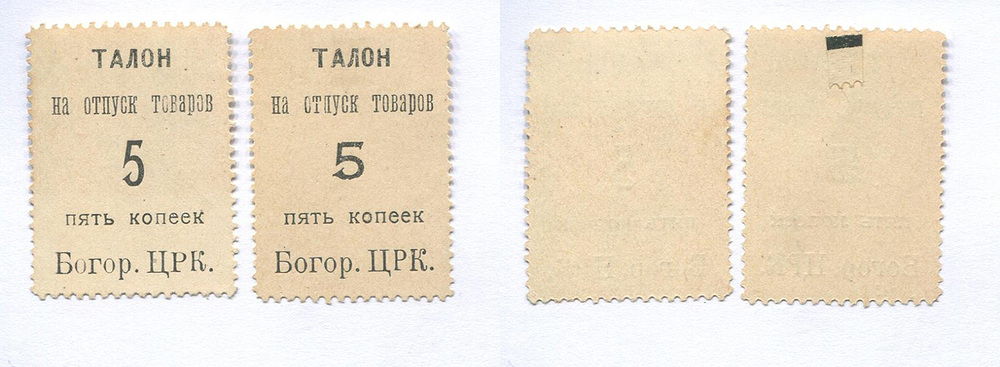 ТАЛОН
на отпуск товаров
5
пять копеек
Богор. ЦРК.
ТАЛОН
на отпуск товаров
5
пять копеек
Богор. ЦРК.